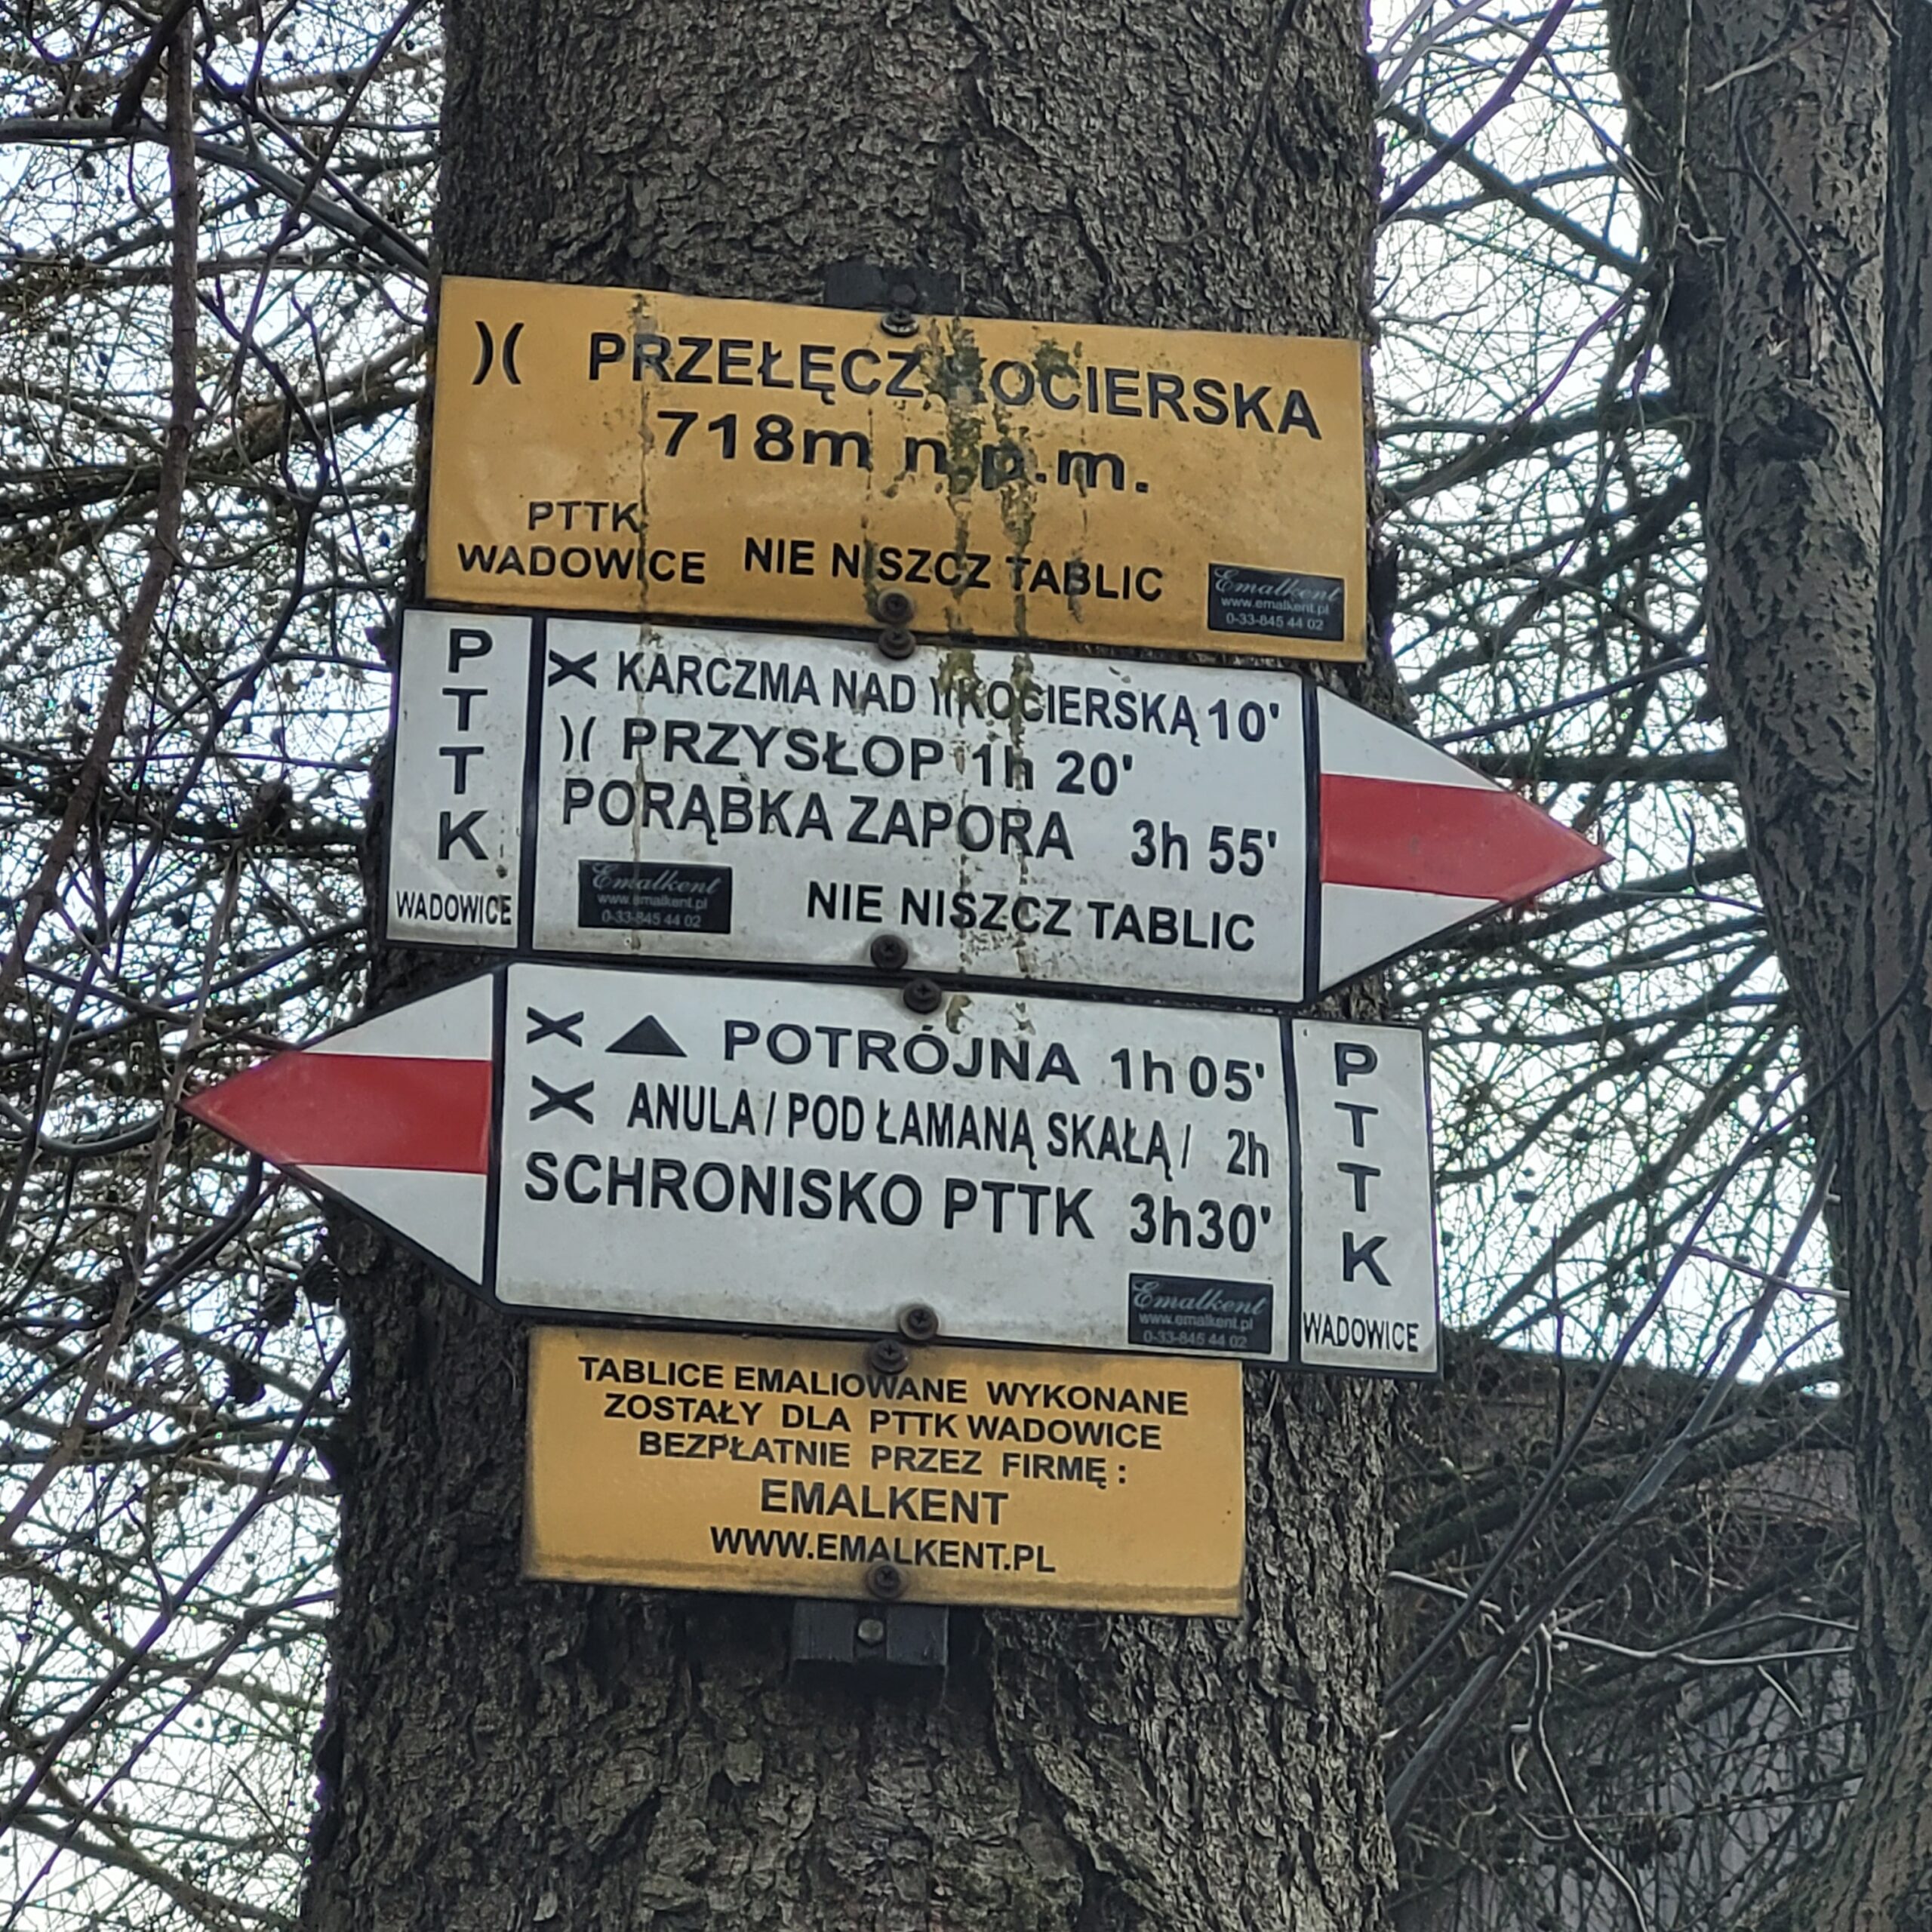 )( PRZEŁĘCZ KOCIERSKA
718m n.p.m.
PTTK
WADOWICE NIE NISZCZ TABLIC
Emalkent
www.emalkent.pl
0-33-845 44 02
PTTK
WADOWICE
X KARCZMA NAD )( KOCIERSKĄ 10'
)( PRZYSŁOP 1h 20'
PORĄBKA ZAPORA 3h 55'
Emalkent
www.emalkent.pl
0-33-845 44 02
NIE NISZCZ TABLIC
X ▲ POTRÓJNA 1h 05'
X ANULA / POD ŁAMANĄ SKAŁĄ / 2h
SCHRONISKO PTTK 3h30'
Emalkent
www.emalkent.pl
0-33-845 44 02
PTTK
WADOWICE
TABLICE EMALIOWANE WYKONANE
ZOSTAŁY DLA PTTK WADOWICE
BEZPŁATNIE PRZEZ FIRMĘ :
EMALKENT
WWW.EMALKENT.PL